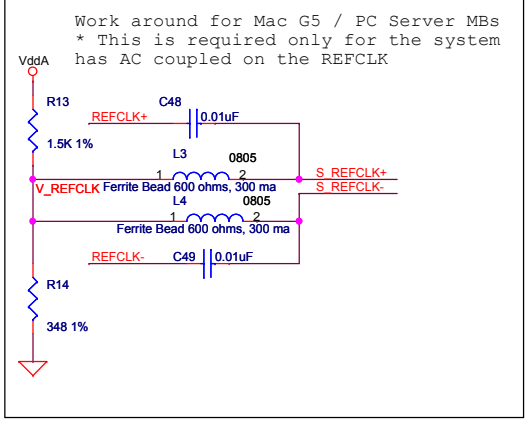 Work around for Mac G5 / PC Server MBs
* This is required only for the system
has AC coupled on the REFCLK
VddA
R13
1.5K 1%
REFCLK+
C48
0.01uF
L3
0805
1
2
S_REFCLK+
V_REFCLK
Ferrite Bead 600 ohms, 300 ma
S_REFCLK-
L4
0805
1
2
Ferrite Bead 600 ohms, 300 ma
REFCLK-
C49
0.01uF
R14
348 1%